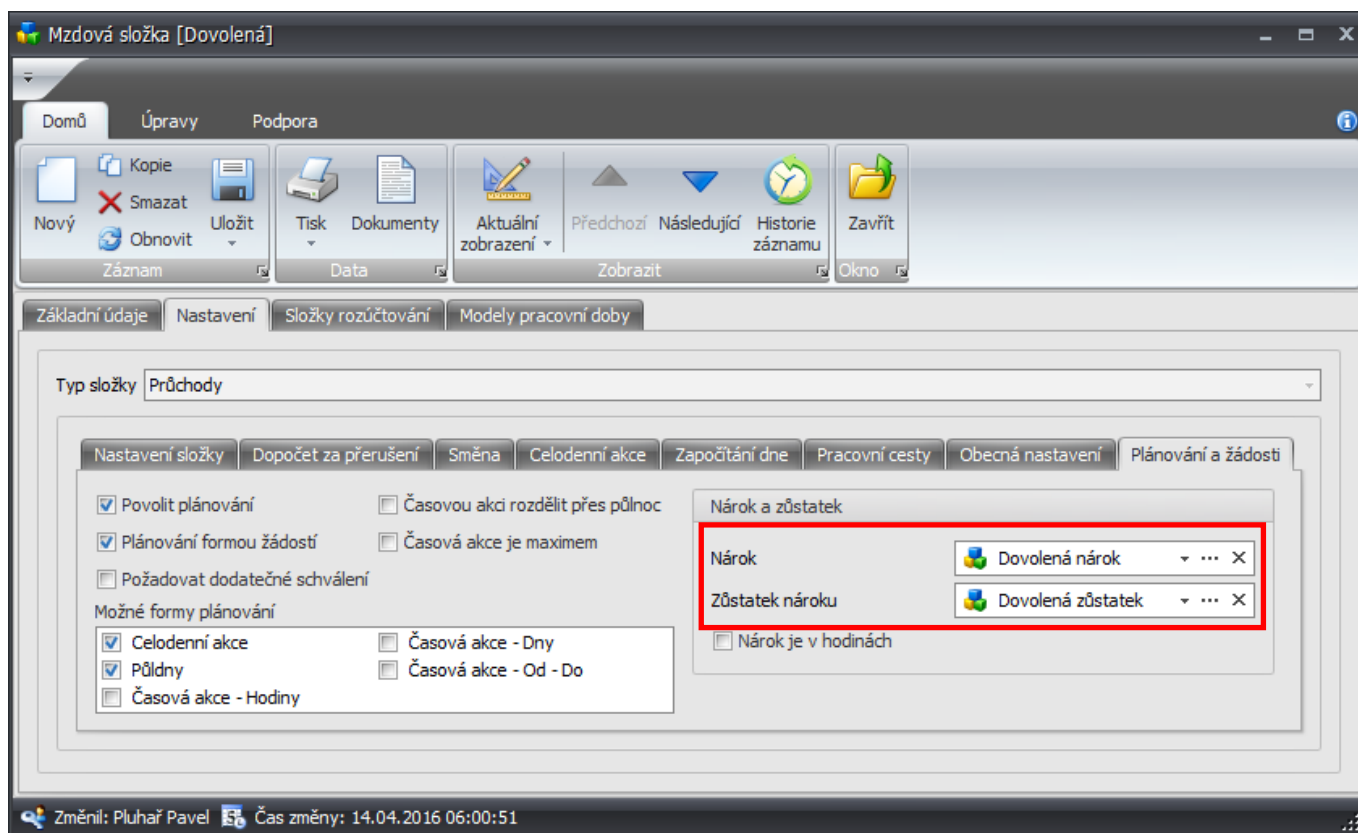 Mzdová složka [Dovolená]
Domů Úpravy Podpora
Nový
Kopie
Smazat
Obnovit
Uložit
Záznam
Tisk
Dokumenty
Data
Aktuální
zobrazení
Předchozí
Následující
Historie
záznamu
Zobrazit
Zavřít
Okno
Základní údaje Nastavení Složky rozúčtování Modely pracovní doby
Typ složky Průchody
Nastavení složky Dopočet za přerušení Směna Celodenní akce Započítání dne Pracovní cesty Obecná nastavení Plánování a žádosti
Povolit plánování
Časovou akci rozdělit přes půlnoc
Plánování formou žádostí
Časová akce je maximem
Požadovat dodatečné schválení
Možné formy plánování
Celodenní akce
Časová akce - Dny
Půldny
Časová akce - Od - Do
Časová akce - Hodiny
Nárok a zůstatek
Nárok Dovolená nárok
Zůstatek nároku Dovolená zůstatek
Nárok je v hodinách
Změnil: Pluhař Pavel Čas změny: 14.04.2016 06:00:51